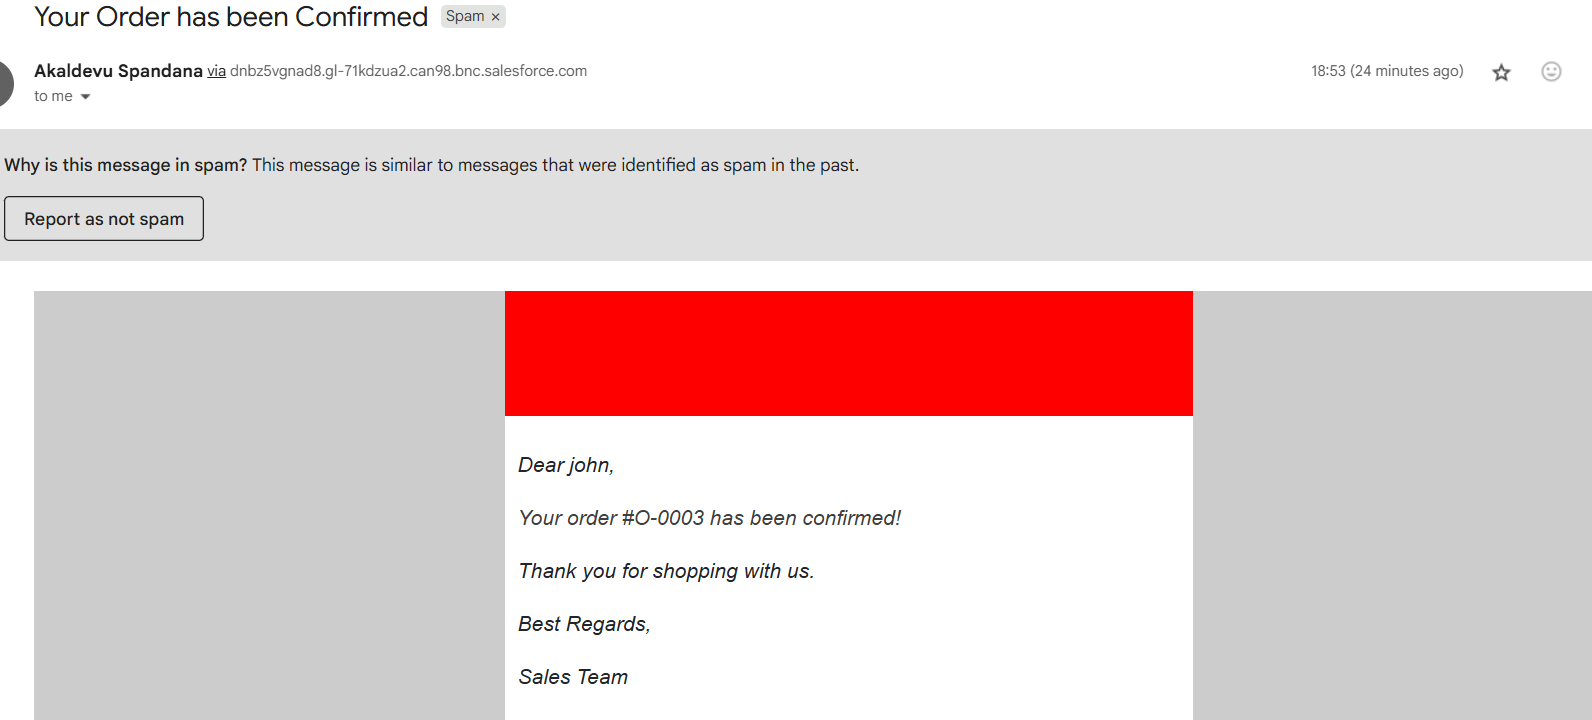 Your Order has been Confirmed Spam ×
Akaldevu Spandana via dnbz5vgnad8.gl-71kdzua2.can98.bnc.salesforce.com 18:53 (24 minutes ago)
to me
Why is this message in spam? This message is similar to messages that were identified as spam in the past.
Report as not spam
Dear john,
Your order #O-0003 has been confirmed!
Thank you for shopping with us.
Best Regards,
Sales Team